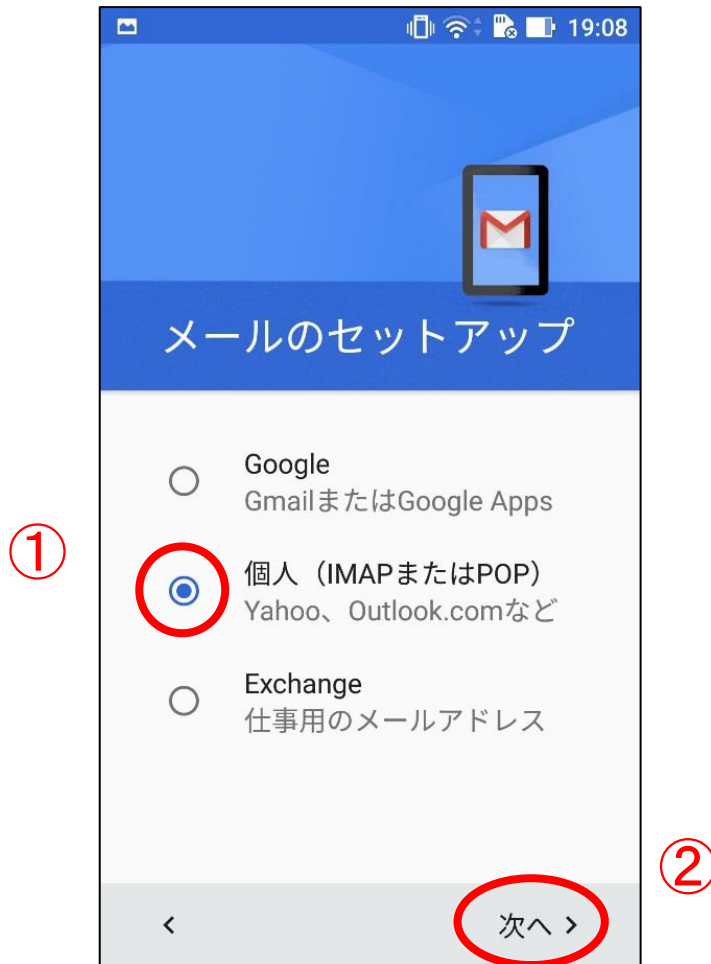 19:08
メールのセットアップ
Google
GmailまたはGoogle Apps
①
個人（IMAPまたはPOP）
Yahoo、Outlook.comなど
Exchange
仕事用のメールアドレス
②
次へ